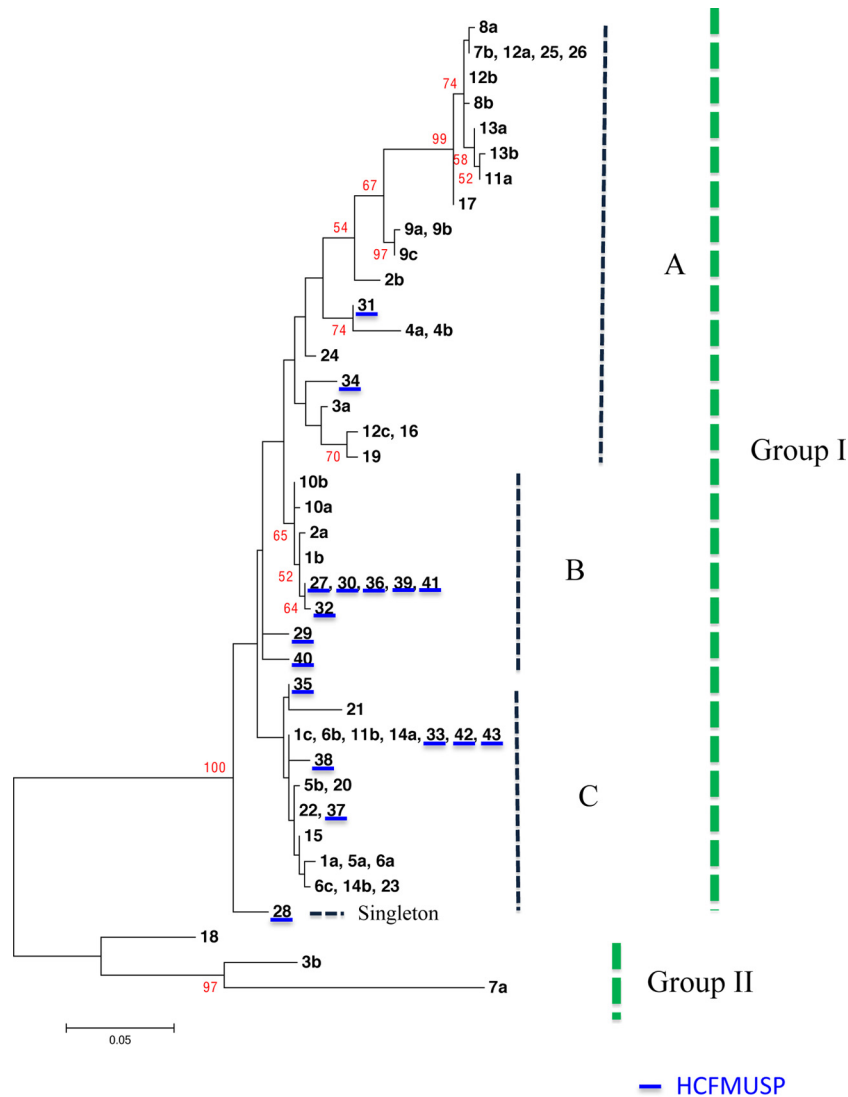 8a
7b, 12a, 25, 26
74
12b
8b
13a
99
13b
58
52
11a
67
17
54
9a, 9b
97
9c
A
2b
31
74
4a, 4b
24
34
3a
12c, 16
Group I
70
19
10b
10a
65
2a
1b
52
B
27, 30, 36, 39, 41
64
32
29
40
35
21
1c, 6b, 11b, 14a, 33, 42, 43
38
100
5b, 20
C
22, 37
15
1a, 5a, 6a
6c, 14b, 23
28
Singleton
18
3b
Group II
97
7a
0.05
HCFMUSP